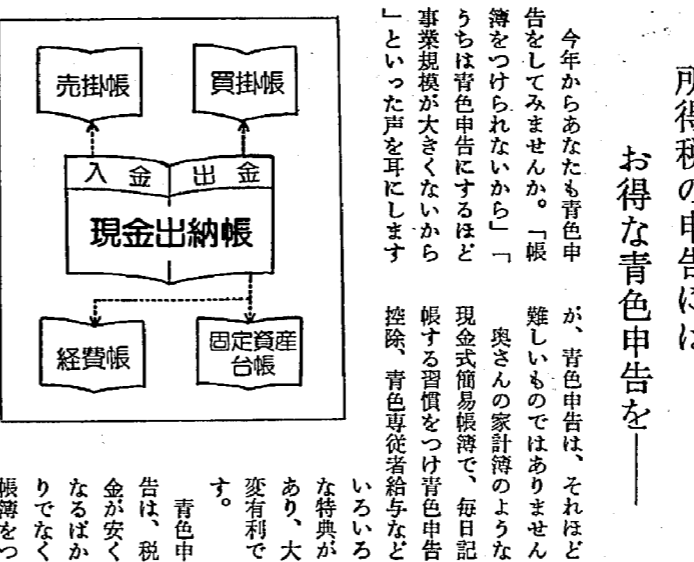 所得税の申告には
お得な青色申告を──
今年からあなたも青色申
告をしてみませんか。「帳
簿をつけられないから」「
うちは青色申告にするほど
事業規模が大きくないから
」といった声を耳にします
が、青色申告は、それほど
難しいものではありません
奥さんの家計簿のような
現金式簡易帳簿で、毎日記
帳する習慣をつけ青色申告
控除、青色専従者給与など
いろいろ
な特典が
あり、大
変有利で
す。
青色申
告は、税
金が安く
なるばか
りでなく
帳簿をつ
売掛帳
買掛帳
入金
出金
現金出納帳
経費帳
固定資産
台帳